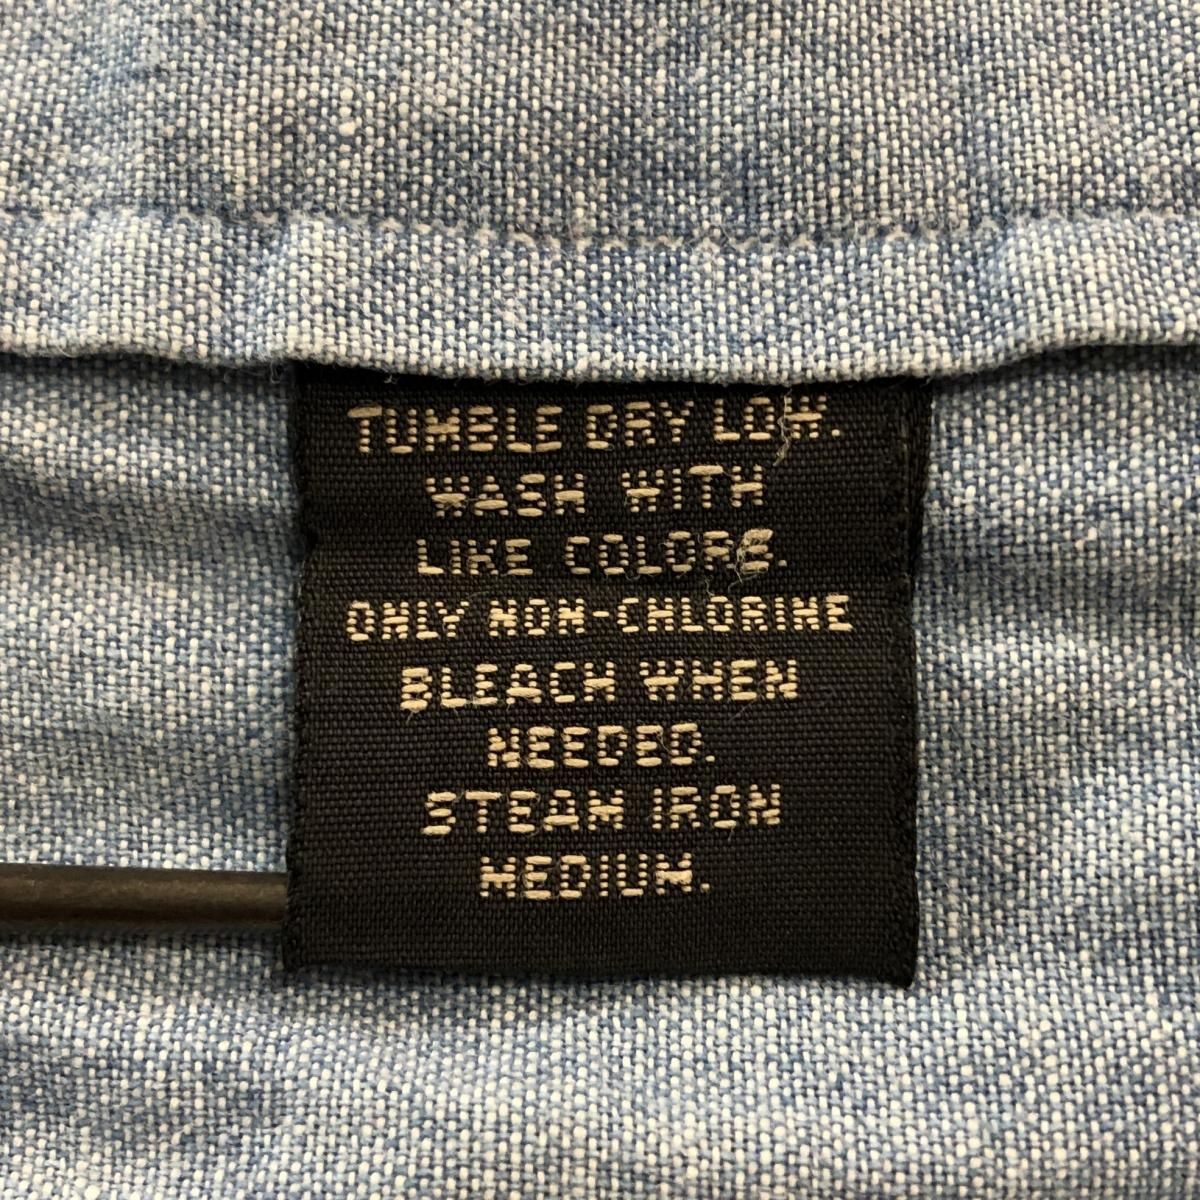 TUMBLE DRY LOW.
WASH WITH
LIKE COLORS.
ONLY NON-CHLORINE
BLEACH WHEN
NEEDED.
STEAM IRON
MEDIUM.